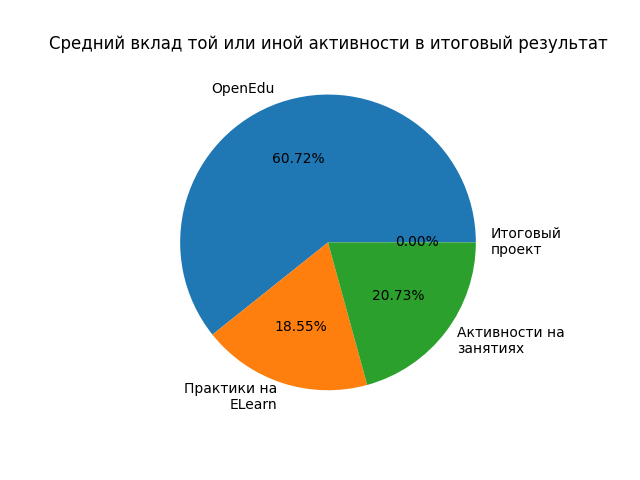 Средний вклад той или иной активности в итоговый результат
OpenEdu
60.72%
0.00%
Итоговый
проект
20.73%
18.55%
Активности на
занятиях
Практики на
ELearn